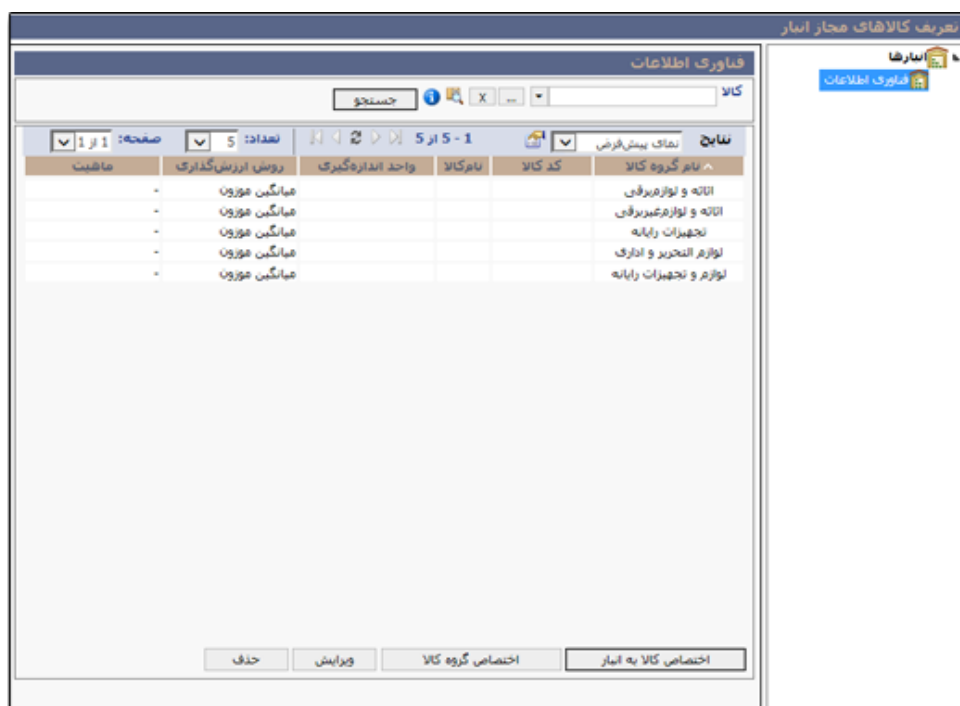 تعریف کالاهای مجاز انبار
انبارها
فناوری اطلاعات
فناوری اطلاعات
کالا
... X جستجو
نتایج نمای پیش‌فرض 1 - 5 از 5 تعداد: 5 صفحه: 1 از 1
نام گروه کالا کد کالا نام‌کالا واحد اندازه‌گیری روش ارزش‌گذاری ماهیت
اثاثه و لوازم‌برقی میانگین موزون -
اثاثه و لوازم‌غیربرقی میانگین موزون -
تجهیزات رایانه میانگین موزون -
لوازم التحریر و اداری میانگین موزون -
لوازم و تجهیزات رایانه میانگین موزون -
اختصاص کالا به انبار اختصاص گروه کالا ویرایش حذف